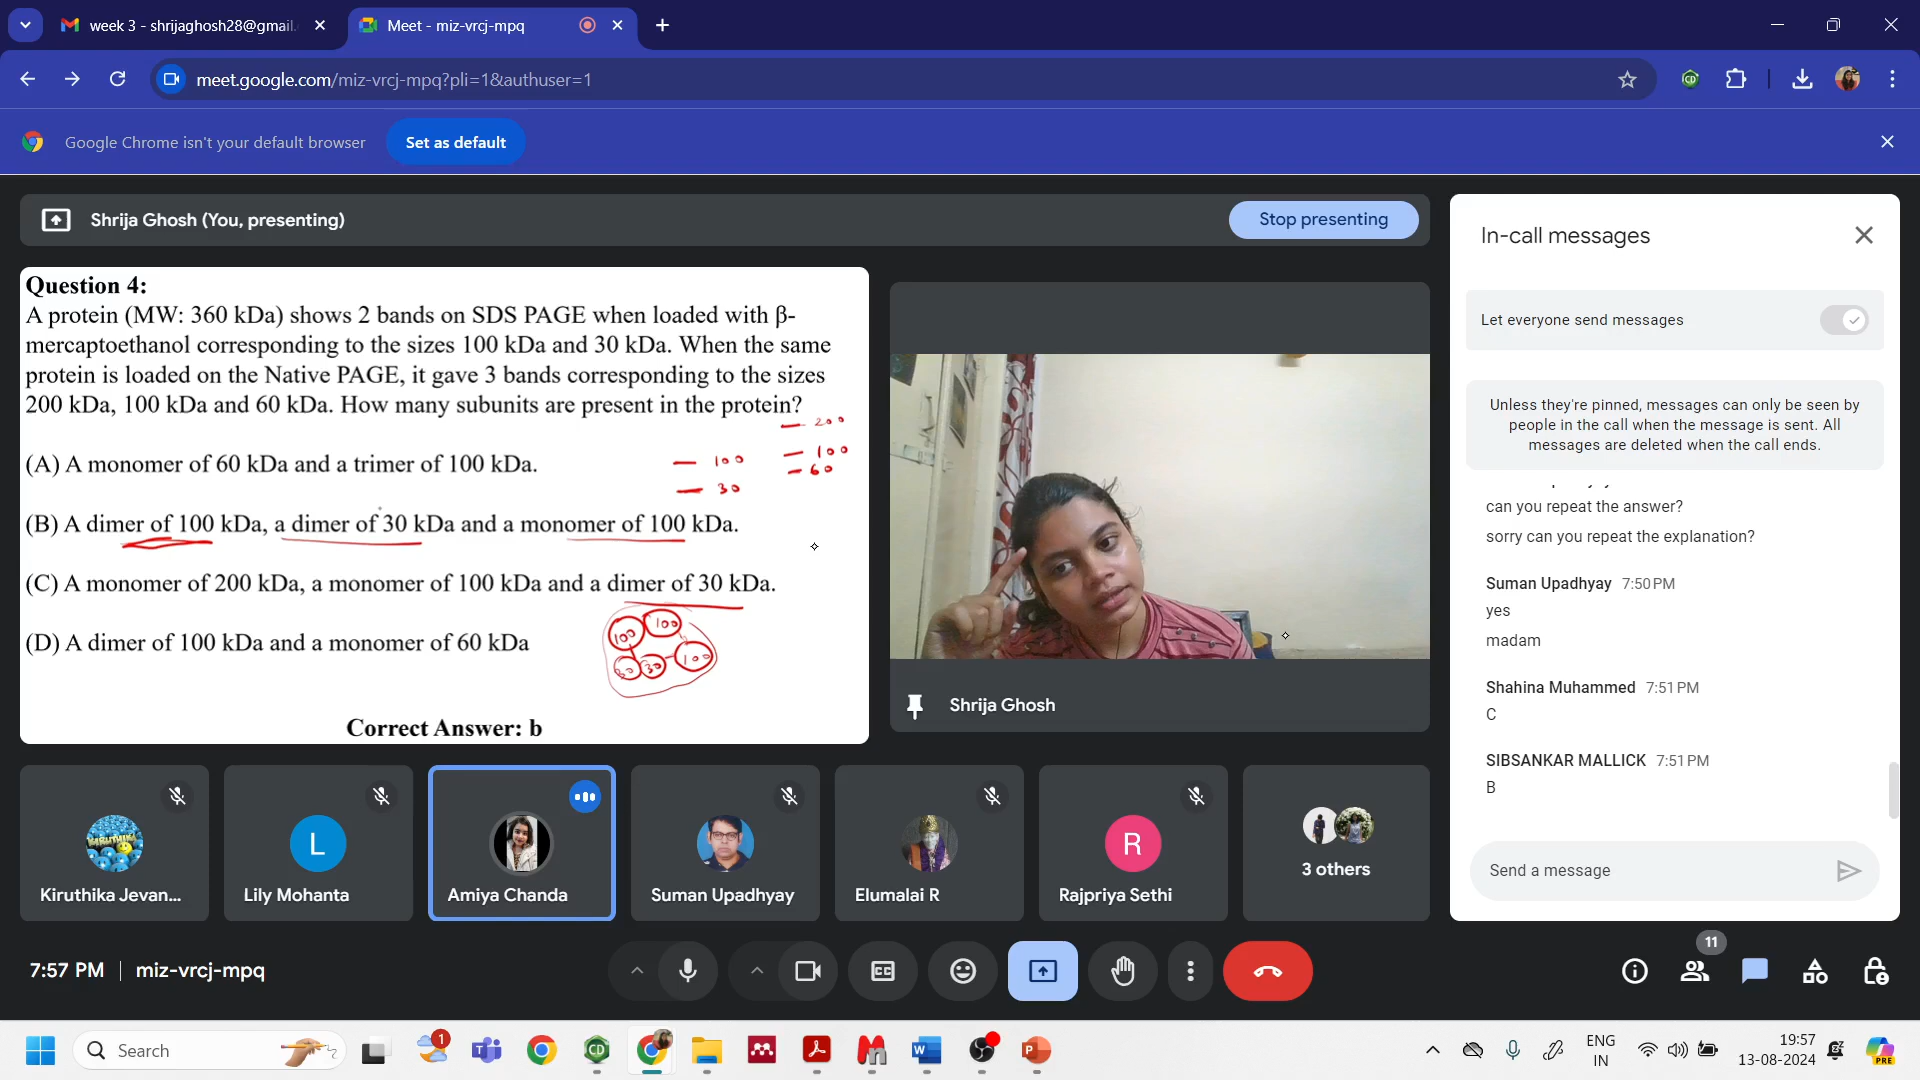 week 3 - shrijaghosh28@gmail.
Meet - miz-vrcj-mpq
meet.google.com/miz-vrcj-mpq?pli=1&authuser=1
Google Chrome isn't your default browser
Set as default
Shrija Ghosh (You, presenting)
Stop presenting
Question 4:
A protein (MW: 360 kDa) shows 2 bands on SDS PAGE when loaded with β-
mercaptoethanol corresponding to the sizes 100 kDa and 30 kDa. When the same
protein is loaded on the Native PAGE, it gave 3 bands corresponding to the sizes
200 kDa, 100 kDa and 60 kDa. How many subunits are present in the protein?
200
100
60
100
30
(A) A monomer of 60 kDa and a trimer of 100 kDa.
(B) A dimer of 100 kDa, a dimer of 30 kDa and a monomer of 100 kDa.
(C) A monomer of 200 kDa, a monomer of 100 kDa and a dimer of 30 kDa.
(D) A dimer of 100 kDa and a monomer of 60 kDa
100
100
30
30
100
Correct Answer: b
Shrija Ghosh
Kiruthika Jevan...
L
Lily Mohanta
Amiya Chanda
Suman Upadhyay
Elumalai R
R
Rajpriya Sethi
3 others
In-call messages
Let everyone send messages
Unless they're pinned, messages can only be seen by
people in the call when the message is sent. All
messages are deleted when the call ends.
can you repeat the answer?
sorry can you repeat the explanation?
Suman Upadhyay 7:50 PM
yes
madam
Shahina Muhammed 7:51 PM
C
SIBSANKAR MALLICK 7:51 PM
B
Send a message
7:57 PM | miz-vrcj-mpq
11
Search
1
ENG
IN
19:57
13-08-2024
PRE